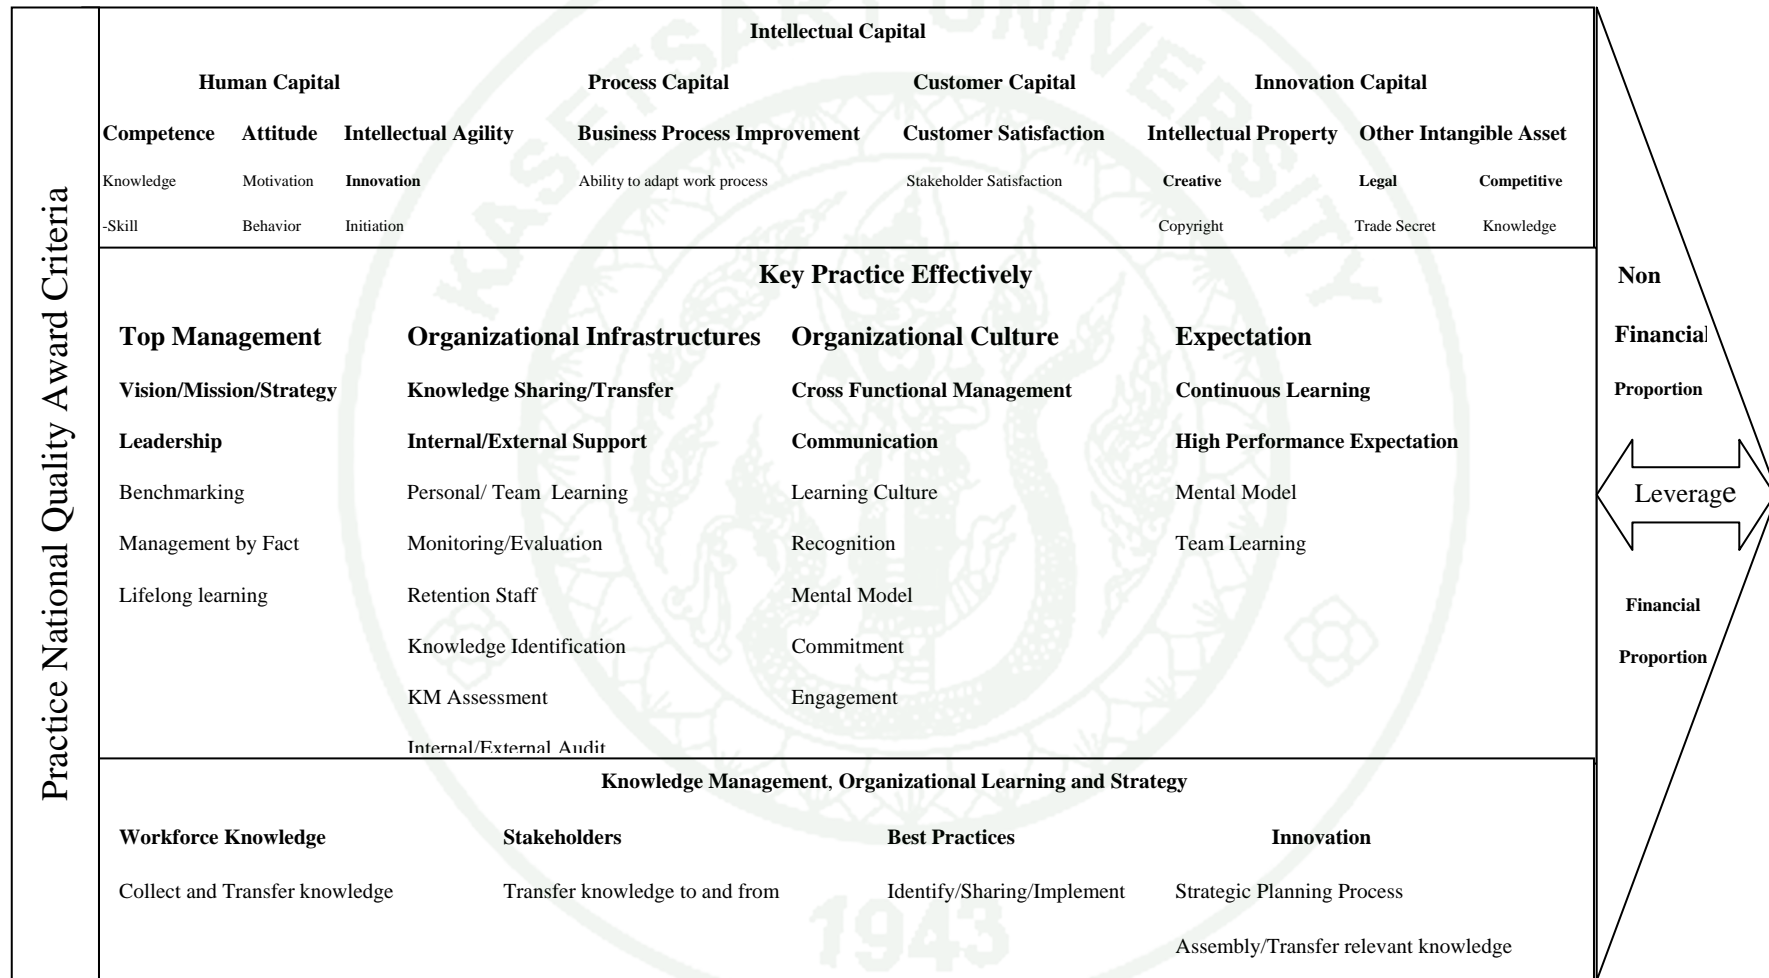 Practice National Quality Award Criteria
Intellectual Capital
Human Capital Process Capital Customer Capital Innovation Capital
Competence Attitude Intellectual Agility Business Process Improvement Customer Satisfaction Intellectual Property Other Intangible Asset
Knowledge Motivation Innovation Ability to adapt work process Stakeholder Satisfaction Creative Legal Competitive
-Skill Behavior Initiation Copyright Trade Secret Knowledge
Key Practice Effectively
Top Management Organizational Infrastructures Organizational Culture Expectation
Vision/Mission/Strategy Knowledge Sharing/Transfer Cross Functional Management Continuous Learning
Leadership Internal/External Support Communication High Performance Expectation
Benchmarking Personal/ Team Learning Learning Culture Mental Model
Management by Fact Monitoring/Evaluation Recognition Team Learning
Lifelong learning Retention Staff Mental Model
Knowledge Identification Commitment
KM Assessment Engagement
Internal/External Audit
Knowledge Management, Organizational Learning and Strategy
Workforce Knowledge Stakeholders Best Practices Innovation
Collect and Transfer knowledge Transfer knowledge to and from Identify/Sharing/Implement Strategic Planning Process
Assembly/Transfer relevant knowledge
Non
Financial
Proportion
Leverage
Financial
Proportion
KASETSART UNIVERSITY
1943